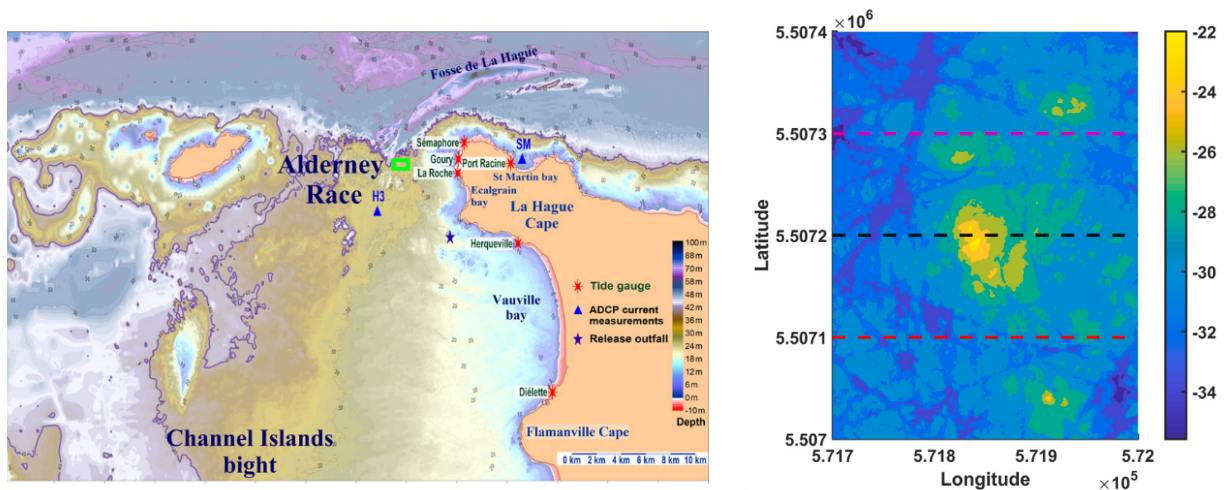 Fosse de La Hague
Sémaphore
SM
Goury
Port Racine
La Roche
St Martin bay
Alderney
Race
Ecalgrain
bay
H3
La Hague
Cape
Herqueville
Vauville
bay
Tide gauge
ADCP current
measurements
Release outfall
100m
88m
78m
68m
58m
48m
42m
36m
30m
24m
18m
12m
6m
0m
-10m
Depth
Diélette
Channel Islands
bight
Flamanville Cape
0 km 2 km 4 km 6 km 8 km 10 km
×10⁶
5.5074
5.5073
5.5072
5.5071
5.507
Latitude
5.717
5.718
5.719
5.72
Longitude
×10⁵
-22
-24
-26
-28
-30
-32
-34